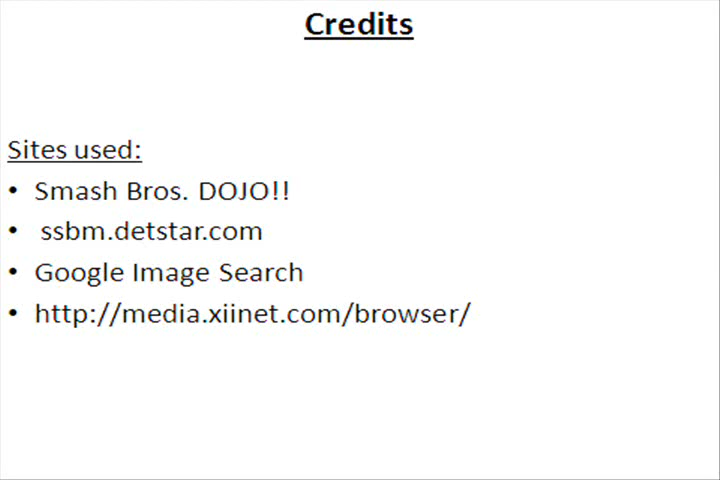 Credits
Sites used:
• Smash Bros. DOJO!!
• ssbm.detstar.com
• Google Image Search
• http://media.xiinet.com/browser/